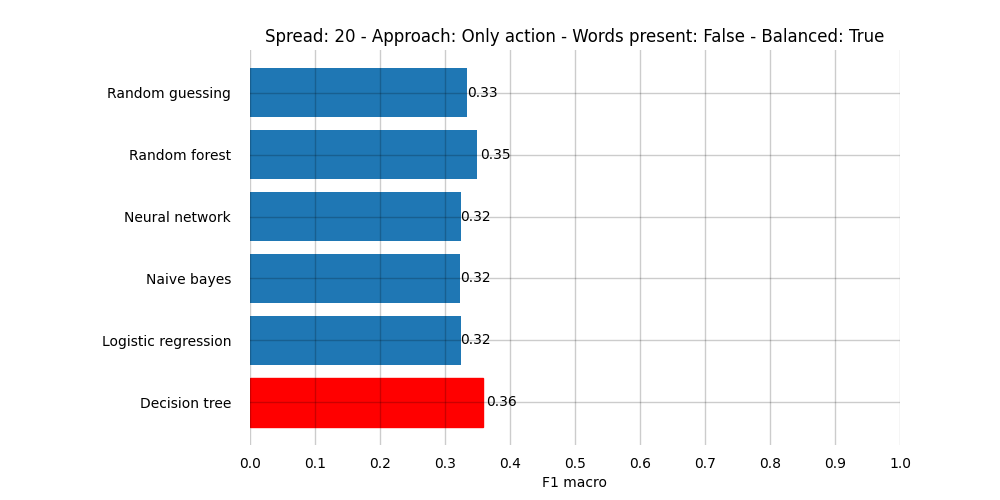 Spread: 20 - Approach: Only action - Words present: False - Balanced: True
Random guessing 0.33
Random forest 0.35
Neural network 0.32
Naive bayes 0.32
Logistic regression 0.32
Decision tree 0.36
0.0 0.1 0.2 0.3 0.4 0.5 0.6 0.7 0.8 0.9 1.0
F1 macro